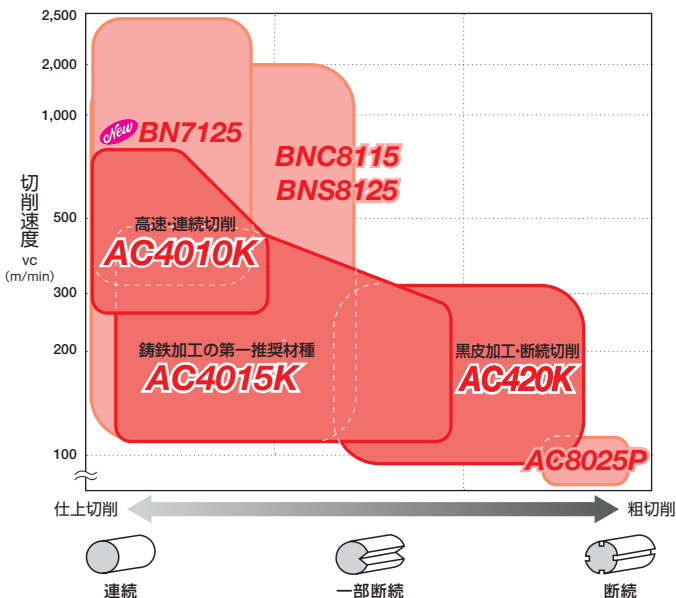 2,500
2,000
1,000
500
300
200
100
切削速度
vc
(m/min)
New BN7125
BNC8115
BNS8125
高速・連続切削
AC4010K
鋳鉄加工の第一推奨材種
AC4015K
黒皮加工・断続切削
AC420K
AC8025P
仕上切削
粗切削
連続
一部断続
断続